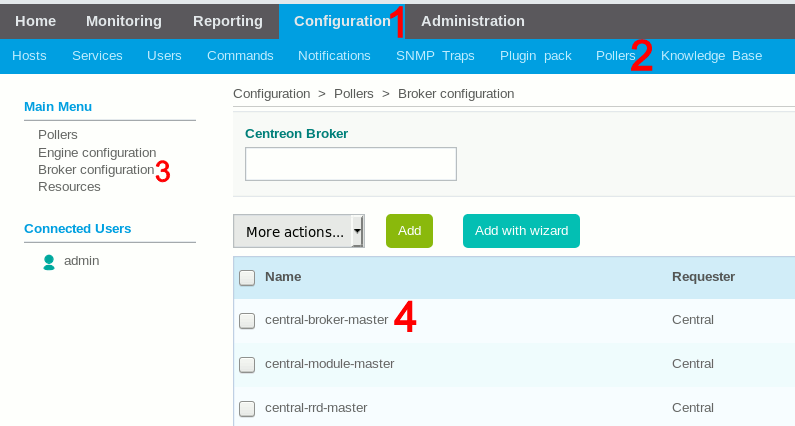 Home Monitoring Reporting Configuration 1 Administration
Hosts Services Users Commands Notifications SNMP Traps Plugin pack Pollers 2 Knowledge Base
Configuration > Pollers > Broker configuration
Main Menu
Pollers
Engine configuration
Broker configuration 3
Resources
Connected Users
admin
Centreon Broker
More actions... Add Add with wizard
Name Requester
central-broker-master 4 Central
central-module-master Central
central-rrd-master Central